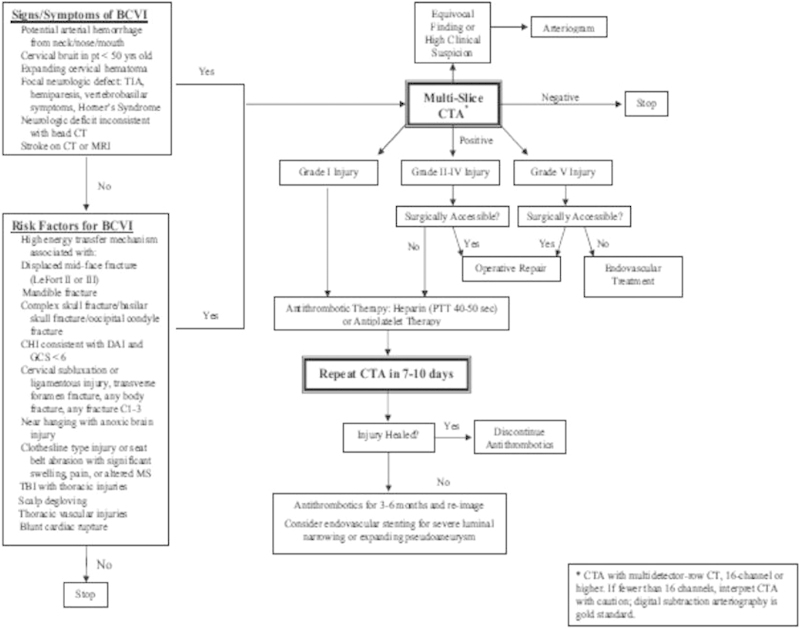 Signs/Symptoms of BCVI
Potential arterial hemorrhage
from neck/nose/mouth
Cervical bruit in pt < 50 yrs old
Expanding cervical hematoma
Focal neurologic defect: TIA,
hemiparesis, vertebrobasilar
symptoms, Horner's Syndrome
Neurologic deficit inconsistent
with head CT
Stroke on CT or MRI
Yes
No
Risk Factors for BCVI
High energy transfer mechanism
associated with:
Displaced mid-face fracture
(LeFort II or III)
Mandible fracture
Complex skull fracture/basilar
skull fracture/occipital condyle
fracture
CHI consistent with DAI and
GCS < 6
Cervical subluxation or
ligamentous injury, transverse
foramen fracture, any body
fracture, any fracture C1-3
Near hanging with anoxic brain
injury
Clothesline type injury or seat
belt abrasion with significant
swelling, pain, or altered MS
TBI with thoracic injuries
Scalp degloving
Thoracic vascular injuries
Blunt cardiac rupture
Yes
No
Stop
Equivocal
Finding or
High Clinical
Suspicion
Arteriogram
Multi-Slice
CTA*
Negative
Stop
Positive
Grade I Injury
Grade II-IV Injury
Grade V Injury
Surgically Accessible?
Surgically Accessible?
No
Yes
Yes
No
Operative Repair
Endovascular
Treatment
Antithrombotic Therapy: Heparin (PTT 40-50 sec)
or Antiplatelet Therapy
Repeat CTA in 7-10 days
Injury Healed?
Yes
Discontinue
Antithrombotics
No
Antithrombotics for 3-6 months and re-image
Consider endovascular stenting for severe luminal
narrowing or expanding pseudoaneurysm
* CTA with multidetector-row CT, 16-channel or
higher. If fewer than 16 channels, interpret CTA
with caution; digital subtraction arteriography is
gold standard.